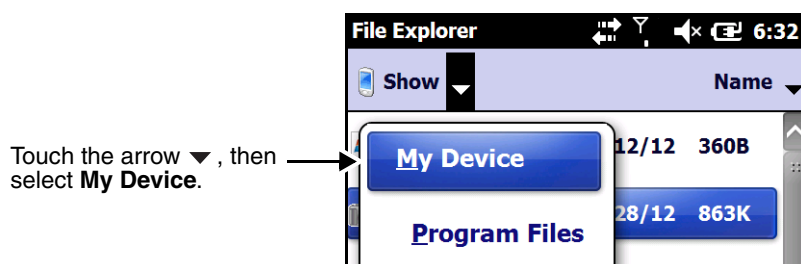 File Explorer 6:32
Show Name
Touch the arrow , then
select My Device.
My Device 12/12 360B
28/12 863K
Program Files